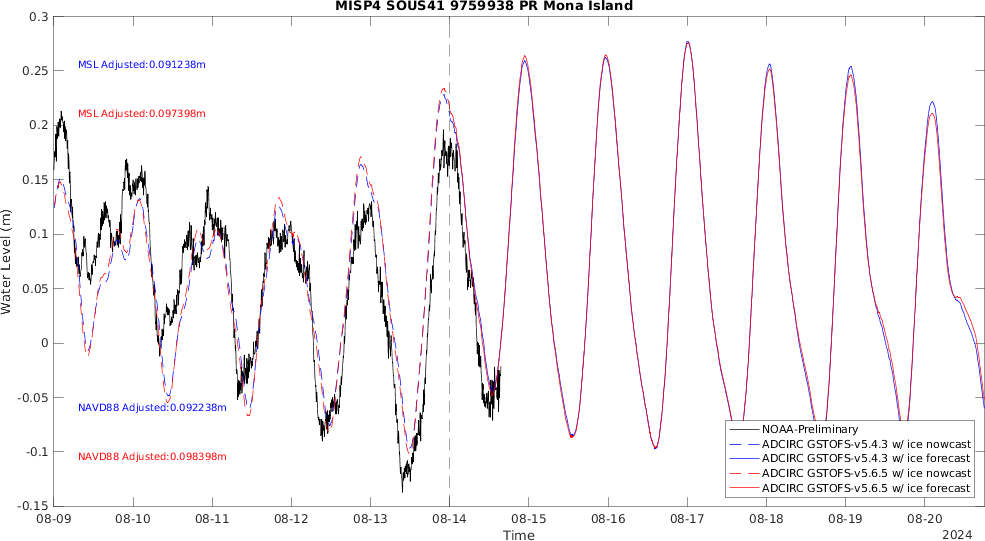 MISP4 SOUS41 9759938 PR Mona Island
0.3
0.25
0.2
0.15
0.1
0.05
0
-0.05
-0.1
-0.15
Water Level (m)
MSL Adjusted:0.091238m
MSL Adjusted:0.097398m
NAVD88 Adjusted:0.092238m
NAVD88 Adjusted:0.098398m
NOAA-Preliminary
ADCIRC GSTOFS-v5.4.3 w/ ice nowcast
ADCIRC GSTOFS-v5.4.3 w/ ice forecast
ADCIRC GSTOFS-v5.6.5 w/ ice nowcast
ADCIRC GSTOFS-v5.6.5 w/ ice forecast
08-09 08-10 08-11 08-12 08-13 08-14 08-15 08-16 08-17 08-18 08-19 08-20
Time
2024